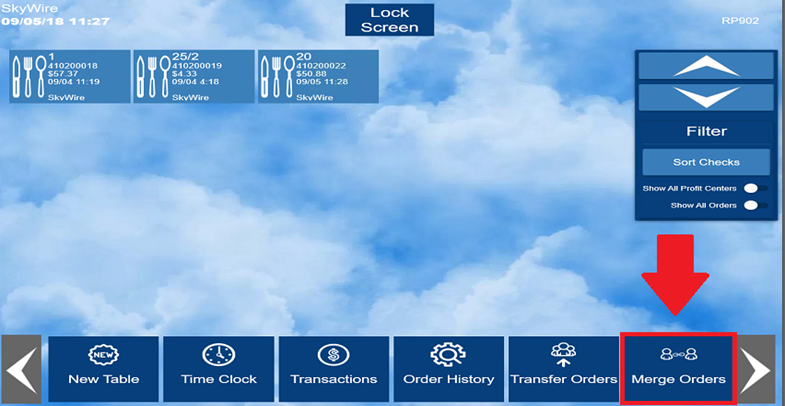 SkyWire
09/05/18 11:27
Lock
Screen
RP902
1
410200018
$57.37
09/04 11:19
SkyWire
25/2
410200019
$4.33
09/04 4:18
SkyWire
20
410200022
$50.88
09/05 11:28
SkyWire
Filter
Sort Checks
Show All Profit Centers
Show All Orders
NEW
New Table
Time Clock
$
Transactions
Order History
Transfer Orders
Merge Orders